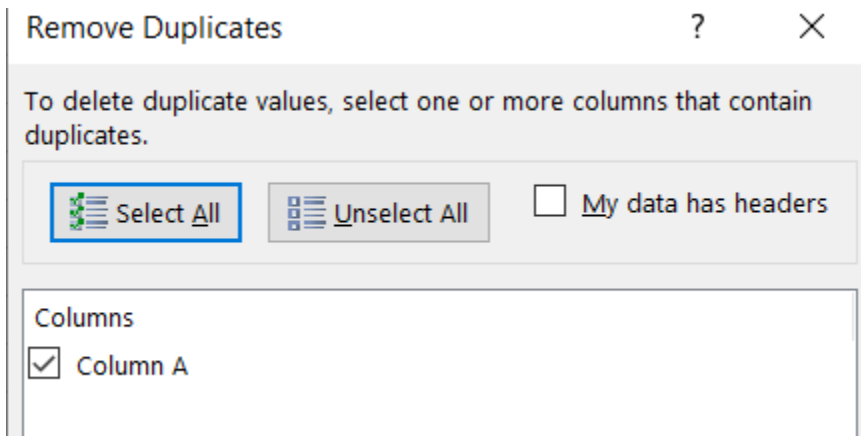 Remove Duplicates ? ×
To delete duplicate values, select one or more columns that contain
duplicates.
Select All Unselect All My data has headers
Columns
Column A